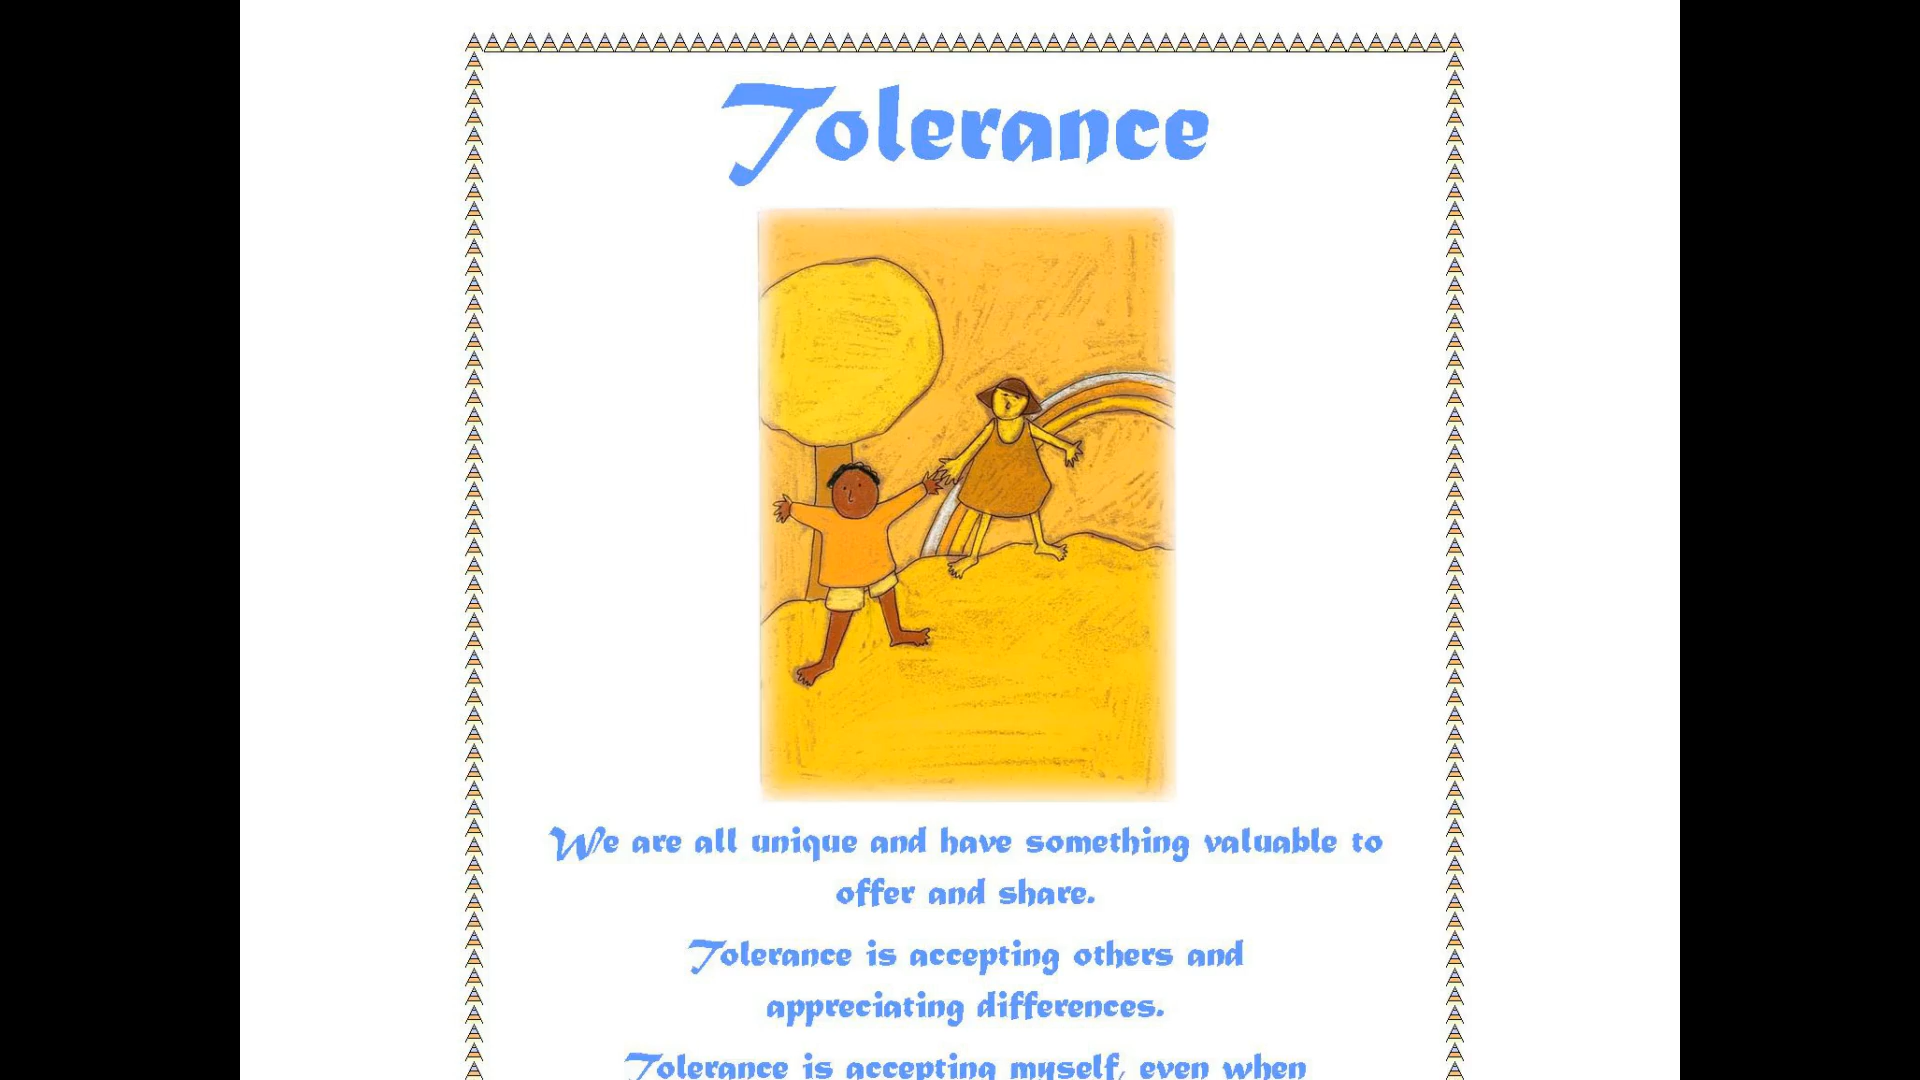 Tolerance
We are all unique and have something valuable to
offer and share.
Tolerance is accepting others and
appreciating differences.
Tolerance is accepting myself, even when